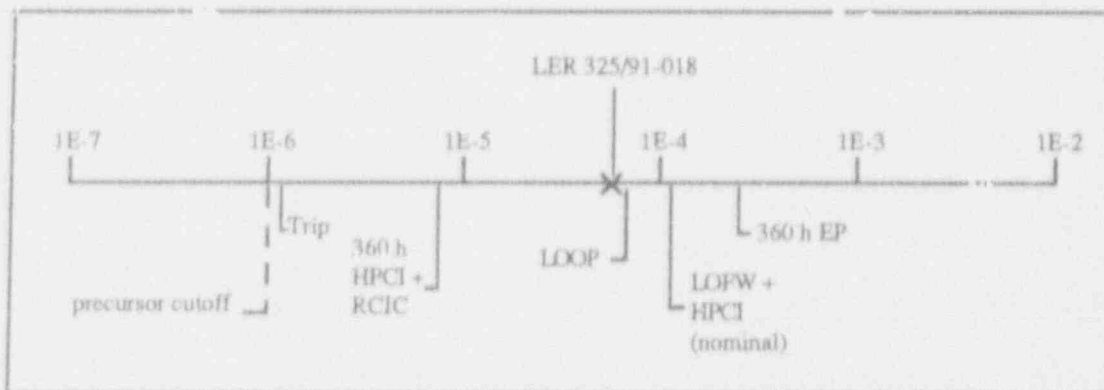 LER 325/91-018
1E-7 1E-6 1E-5 1E-4 1E-3 1E-2
Trip
360 h
HPCI +
RCIC
LOOP
360 h EP
LOFW +
HPCI
(nominal)
precursor cutoff